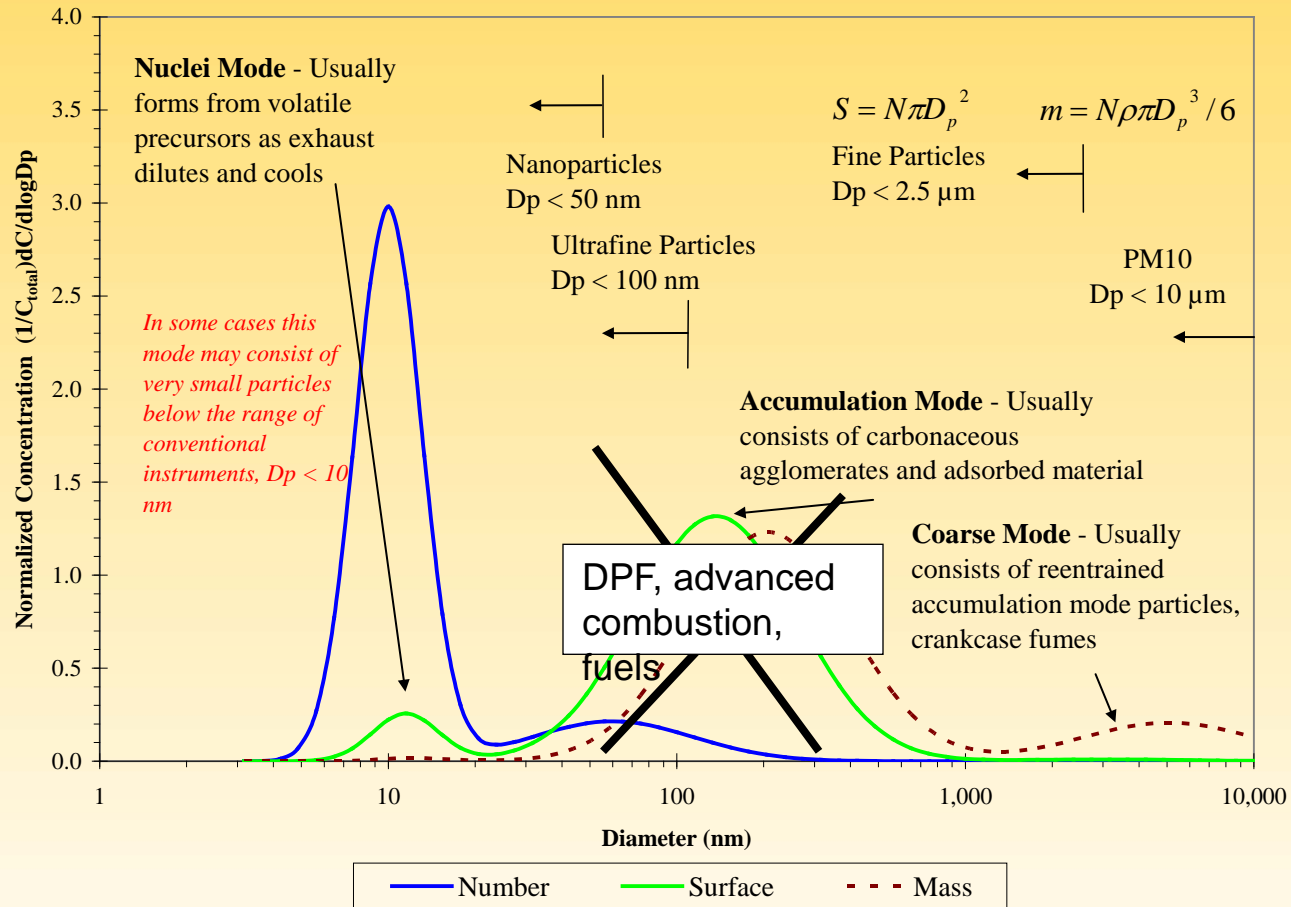 4.0
3.5
3.0
2.5
2.0
1.5
1.0
0.5
0.0
Normalized Concentration (1/C_total)dC/dlogDp
Nuclei Mode - Usually
forms from volatile
precursors as exhaust
dilutes and cools
In some cases this
mode may consist of
very small particles
below the range of
conventional
instruments, Dp < 10
nm
Nanoparticles
Dp < 50 nm
Ultrafine Particles
Dp < 100 nm
S = NπD_p^2
m = NρπD_p^3 / 6
Fine Particles
Dp < 2.5 µm
PM10
Dp < 10 µm
Accumulation Mode - Usually
consists of carbonaceous
agglomerates and adsorbed material
Coarse Mode - Usually
consists of reentrained
accumulation mode particles,
crankcase fumes
DPF, advanced
combustion,
fuels
1
10
100
1,000
10,000
Diameter (nm)
Number
Surface
Mass